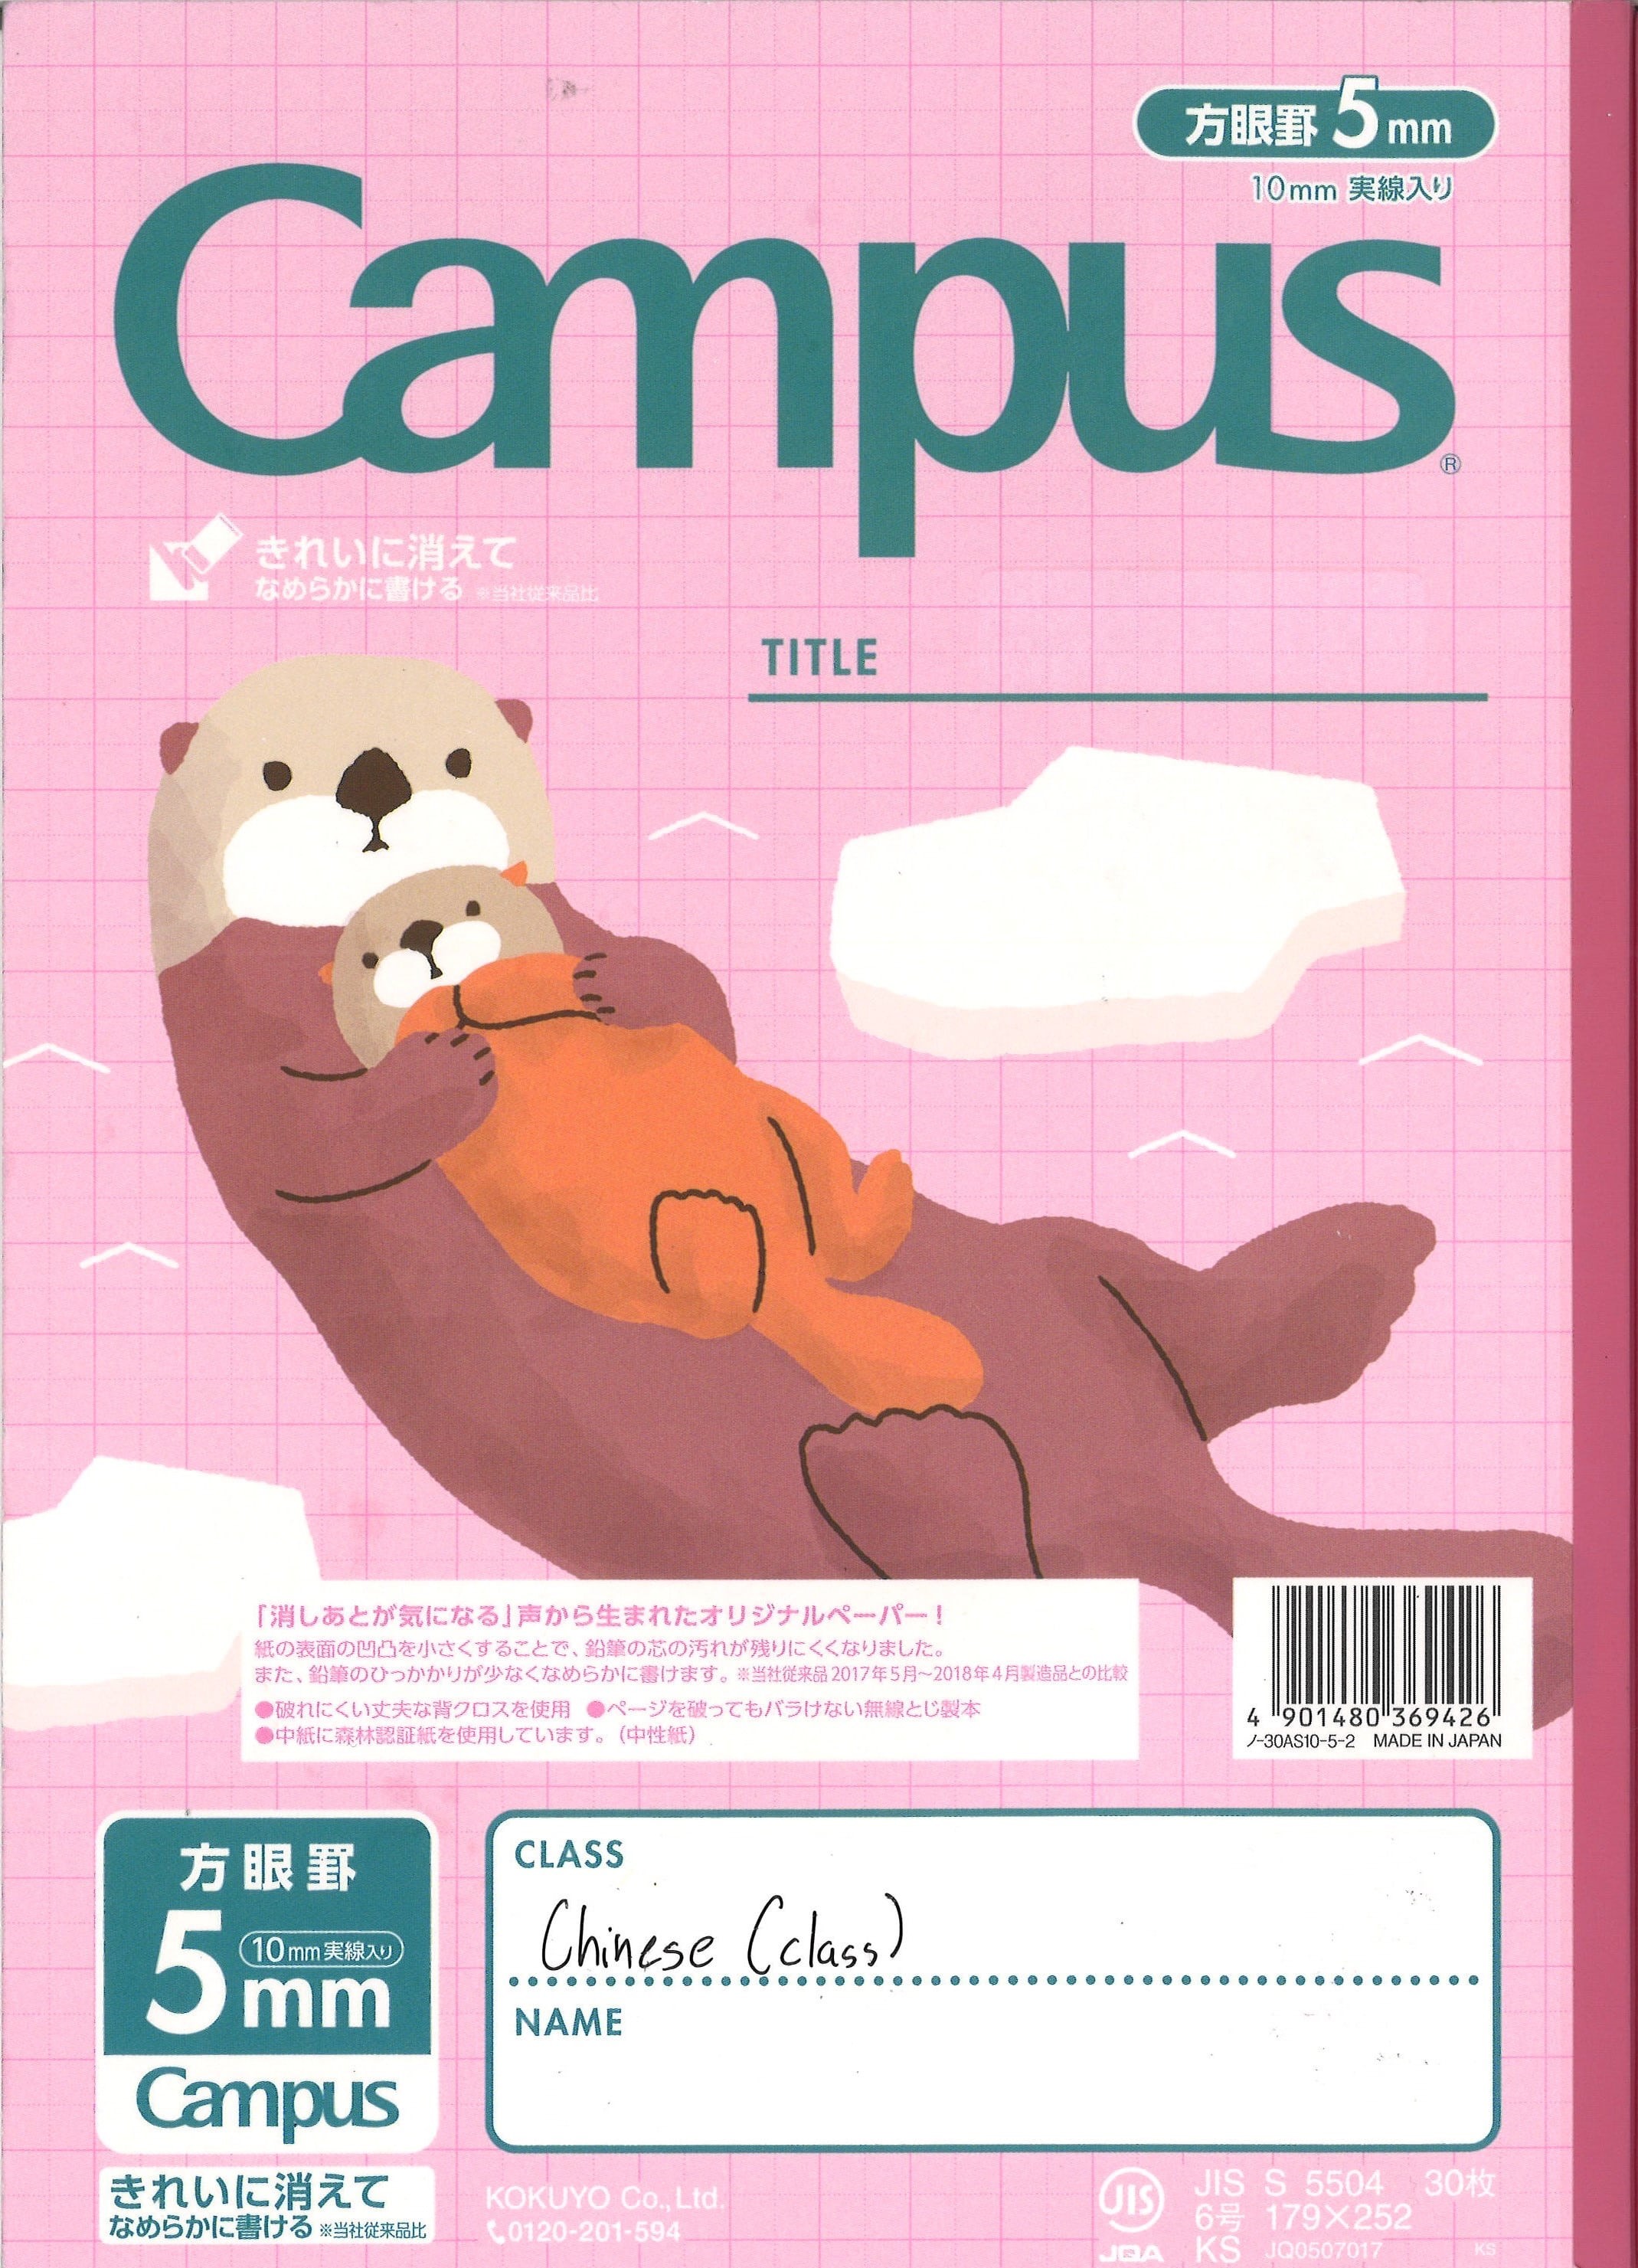 方眼罫 5mm
10mm 実線入り
Campus®
きれいに消えて
なめらかに書ける ※当社従来品比
TITLE
「消しあとが気になる」声から生まれたオリジナルペーパー！
紙の表面の凹凸を小さくすることで、鉛筆の芯の汚れが残りにくくなりました。
また、鉛筆のひっかかりが少なくなめらかに書けます。※当社従来品2017年5月～2018年4月製造品との比較
●破れにくい丈夫な背クロスを使用 ●ページを破ってもバラけない無線とじ製本
●中紙に森林認証紙を使用しています。（中性紙）
4 901480 369426
ノ-30AS10-5-2 MADE IN JAPAN
方眼罫
5mm
10mm実線入り
Campus
きれいに消えて
なめらかに書ける ※当社従来品比
CLASS
Chinese (class)
NAME
KOKUYO Co.,Ltd.
0120-201-594
JIS
JQA
JIS S 5504 30枚
6号 179×252
KS JQ0507017 KS